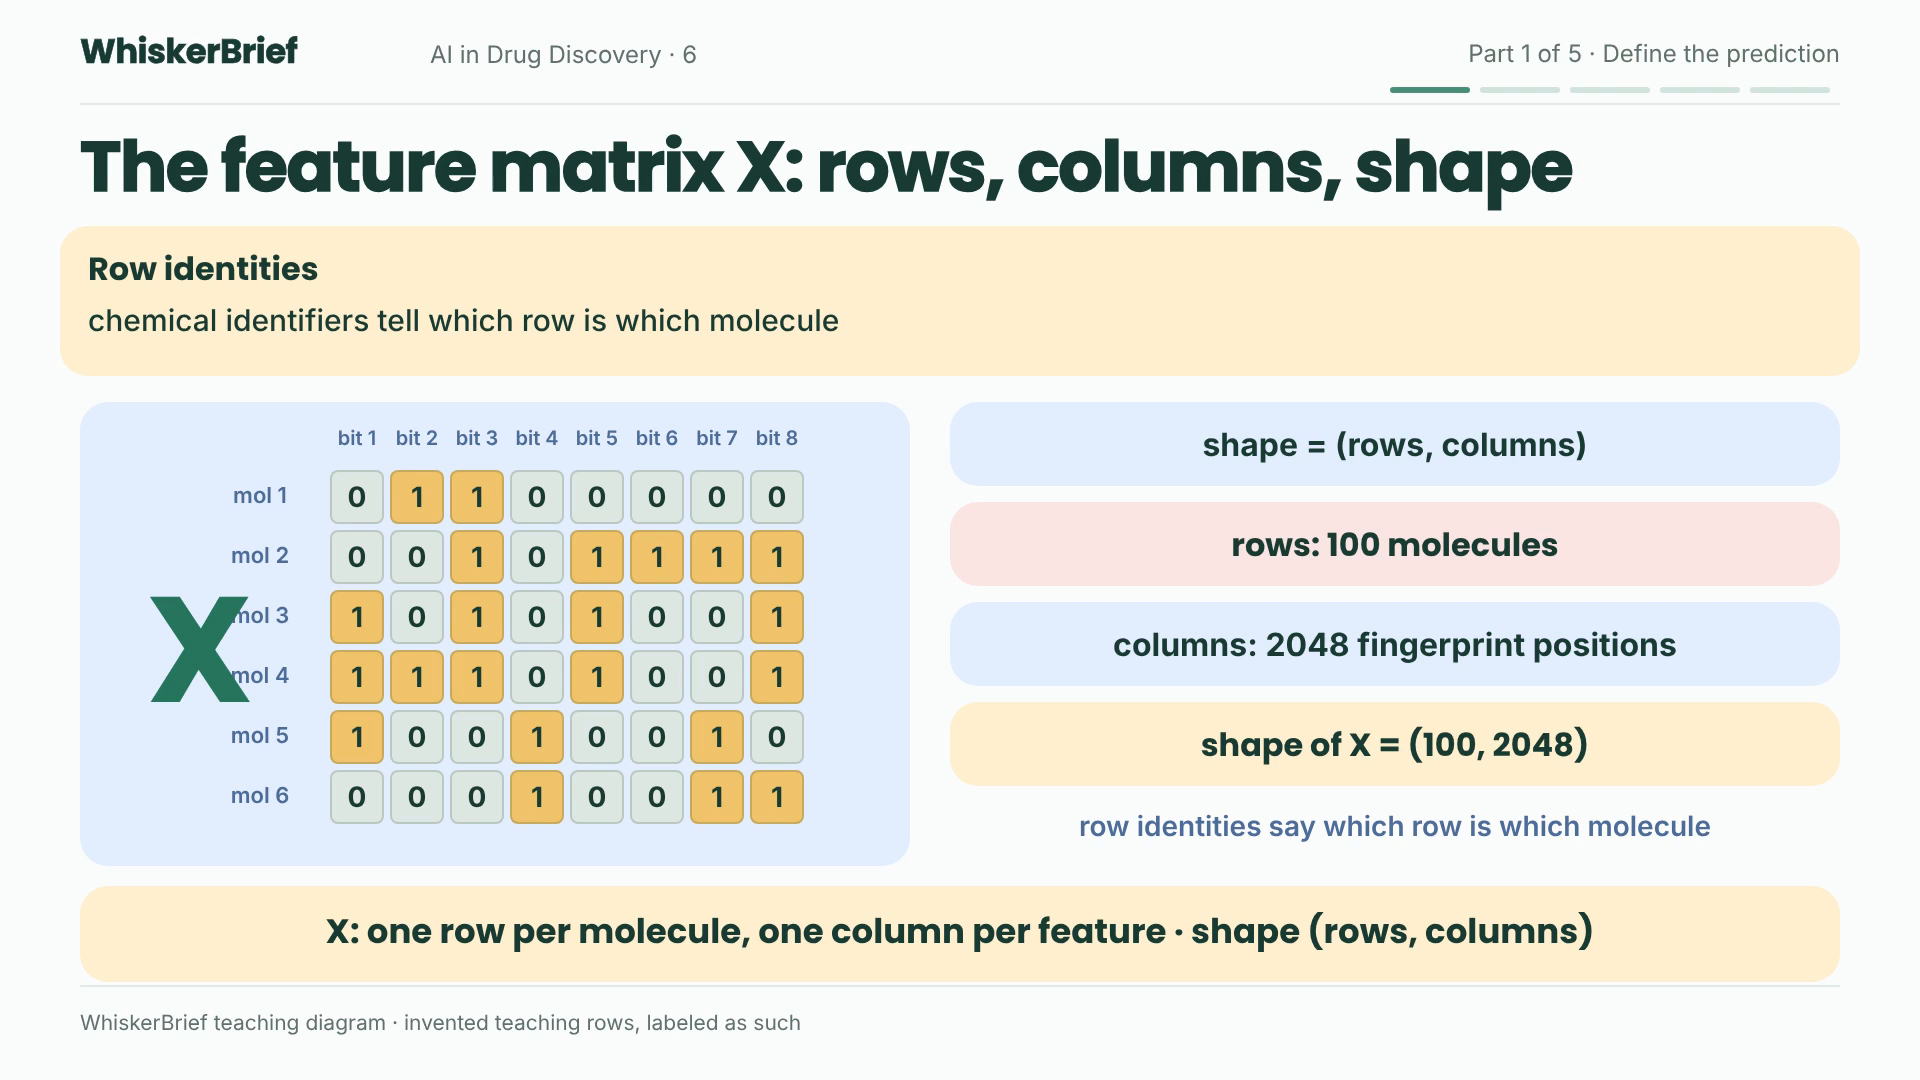 WhiskerBrief
AI in Drug Discovery · 6
Part 1 of 5 · Define the prediction
The feature matrix X: rows, columns, shape
Row identities
chemical identifiers tell which row is which molecule
bit 1 bit 2 bit 3 bit 4 bit 5 bit 6 bit 7 bit 8
mol 1 0 1 1 0 0 0 0 0
mol 2 0 0 1 0 1 1 1 1
mol 3 1 0 1 0 1 0 0 1
X
mol 4 1 1 1 0 1 0 0 1
mol 5 1 0 0 1 0 0 1 0
mol 6 0 0 0 1 0 0 1 1
shape = (rows, columns)
rows: 100 molecules
columns: 2048 fingerprint positions
shape of X = (100, 2048)
row identities say which row is which molecule
X: one row per molecule, one column per feature · shape (rows, columns)
WhiskerBrief teaching diagram · invented teaching rows, labeled as such